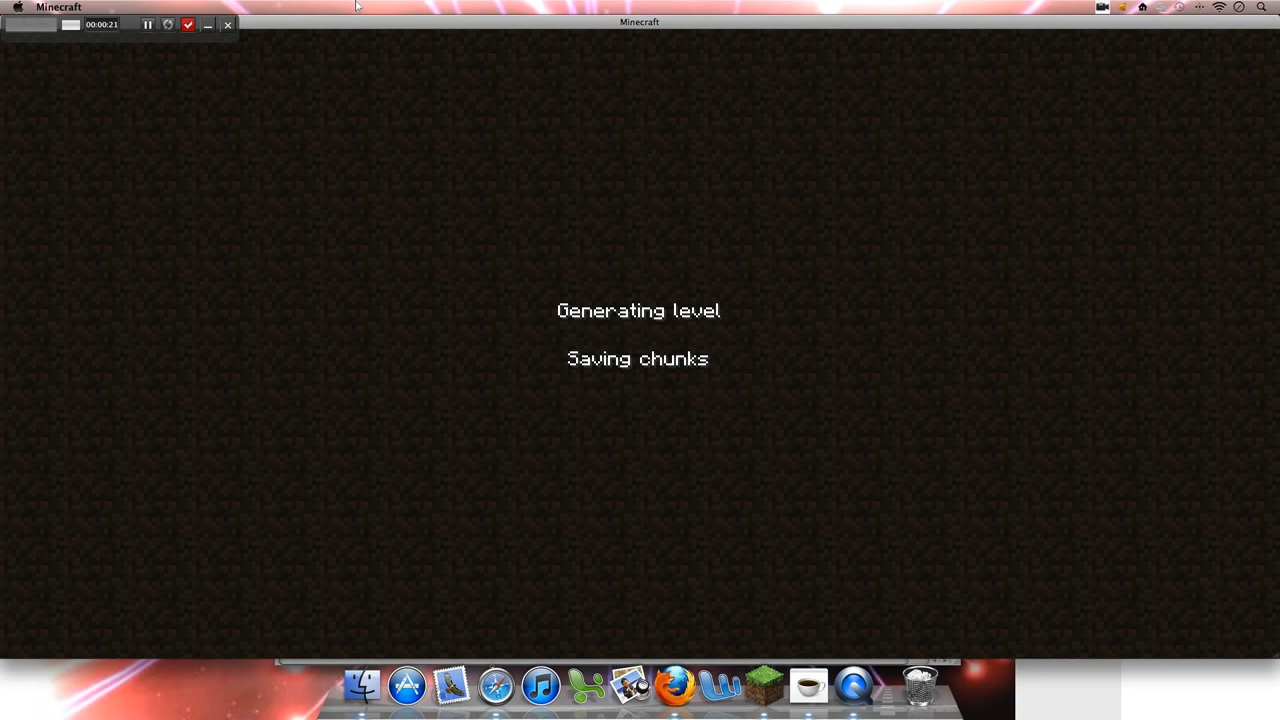 Minecraft
Minecraft
00:00:21
Generating level
Saving chunks